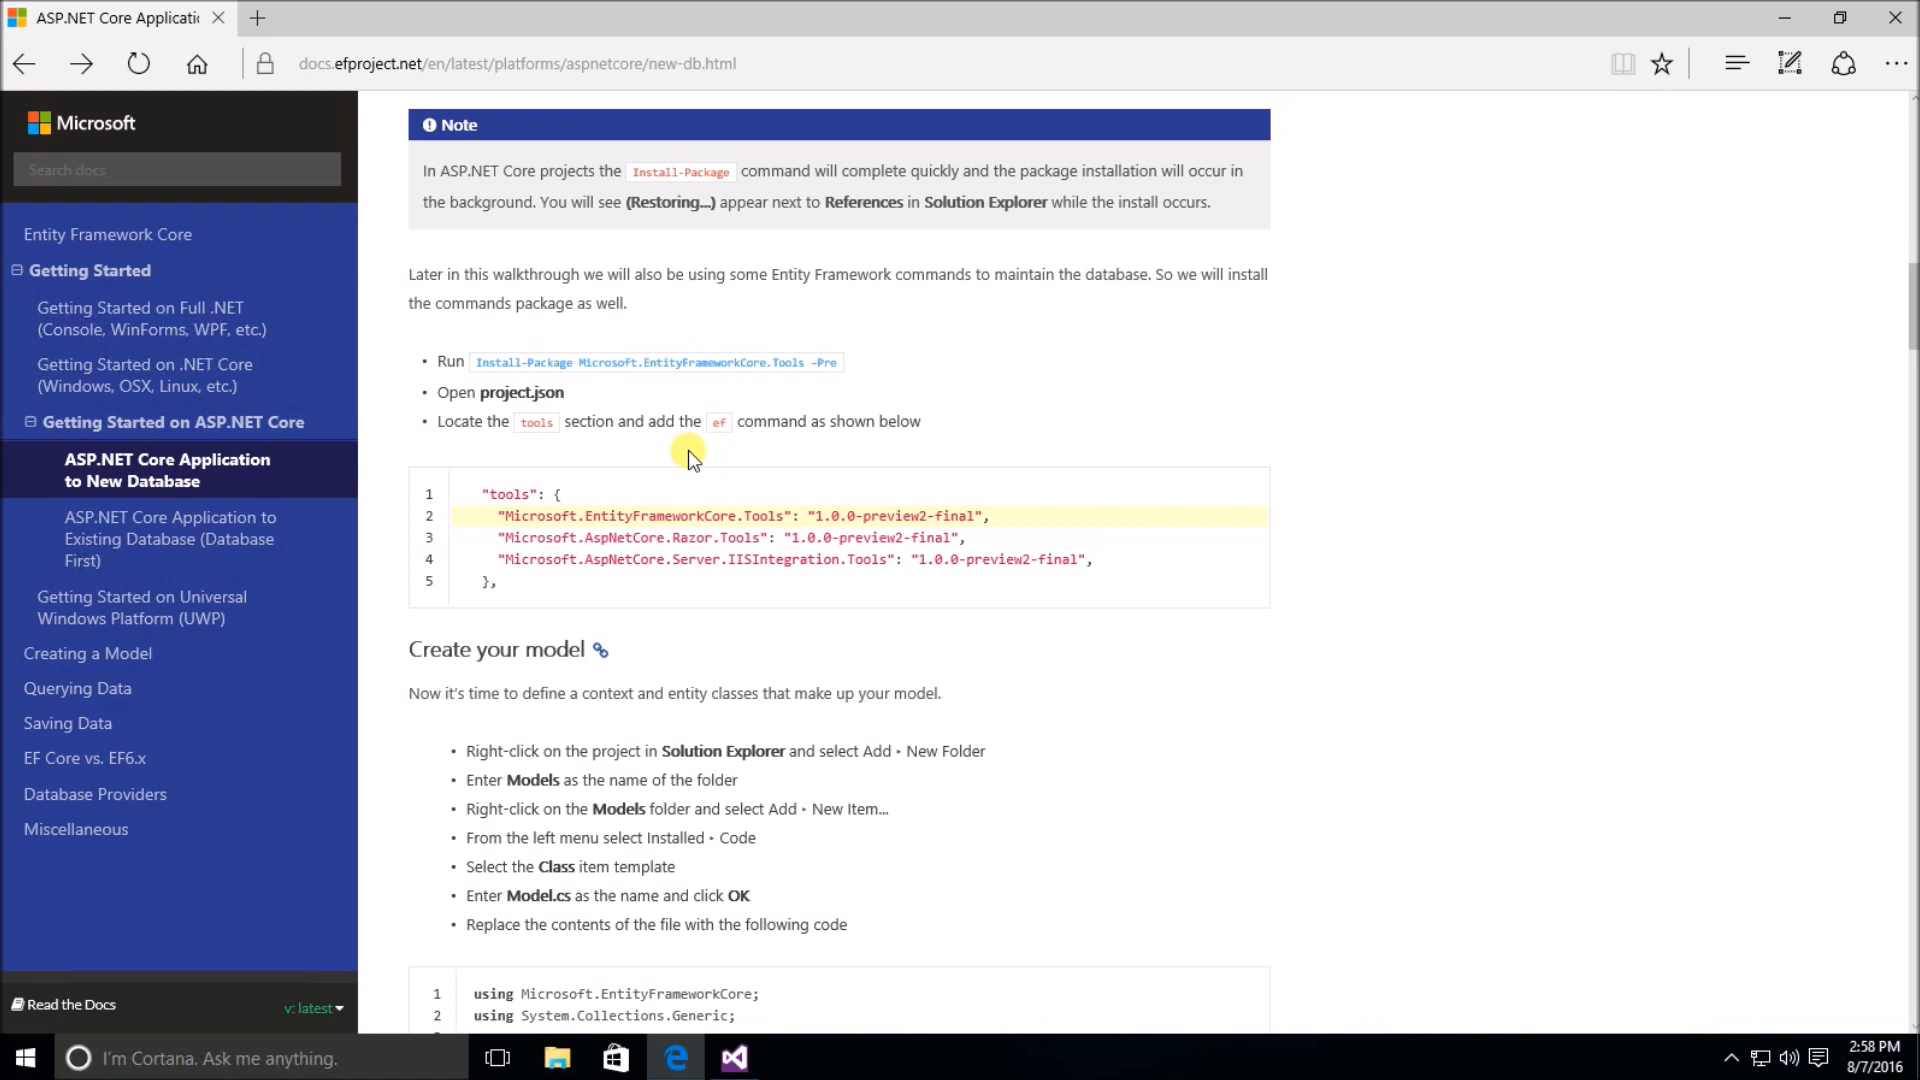 ASP.NET Core Applicati
docs.efproject.net/en/latest/platforms/aspnetcore/new-db.html
Microsoft
Search docs
Entity Framework Core
Getting Started
Getting Started on Full .NET
(Console, WinForms, WPF, etc.)
Getting Started on .NET Core
(Windows, OSX, Linux, etc.)
Getting Started on ASP.NET Core
ASP.NET Core Application
to New Database
ASP.NET Core Application to
Existing Database (Database
First)
Getting Started on Universal
Windows Platform (UWP)
Creating a Model
Querying Data
Saving Data
EF Core vs. EF6.x
Database Providers
Miscellaneous
Read the Docs
v: latest
Note
In ASP.NET Core projects the Install-Package command will complete quickly and the package installation will occur in
the background. You will see (Restoring...) appear next to References in Solution Explorer while the install occurs.
Later in this walkthrough we will also be using some Entity Framework commands to maintain the database. So we will install
the commands package as well.
• Run Install-Package Microsoft.EntityFrameworkCore.Tools –Pre
• Open project.json
• Locate the tools section and add the ef command as shown below
1 "tools": {
2 "Microsoft.EntityFrameworkCore.Tools": "1.0.0-preview2-final",
3 "Microsoft.AspNetCore.Razor.Tools": "1.0.0-preview2-final",
4 "Microsoft.AspNetCore.Server.IISIntegration.Tools": "1.0.0-preview2-final",
5 },
Create your model
Now it's time to define a context and entity classes that make up your model.
• Right-click on the project in Solution Explorer and select Add ‣ New Folder
• Enter Models as the name of the folder
• Right-click on the Models folder and select Add ‣ New Item...
• From the left menu select Installed ‣ Code
• Select the Class item template
• Enter Model.cs as the name and click OK
• Replace the contents of the file with the following code
1 using Microsoft.EntityFrameworkCore;
2 using System.Collections.Generic;
I'm Cortana. Ask me anything.
2:58 PM
8/7/2016